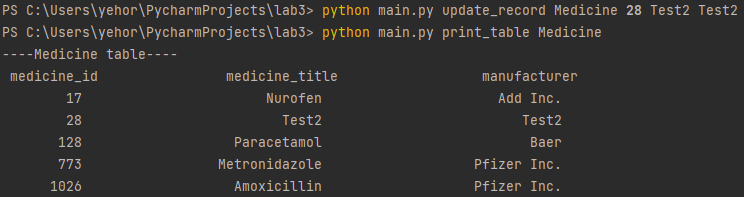 PS C:\Users\yehor\PycharmProjects\lab3> python main.py update_record Medicine 28 Test2 Test2
PS C:\Users\yehor\PycharmProjects\lab3> python main.py print_table Medicine
----Medicine table----
medicine_id medicine_title manufacturer
17 Nurofen Add Inc.
28 Test2 Test2
128 Paracetamol Baer
773 Metronidazole Pfizer Inc.
1026 Amoxicillin Pfizer Inc.